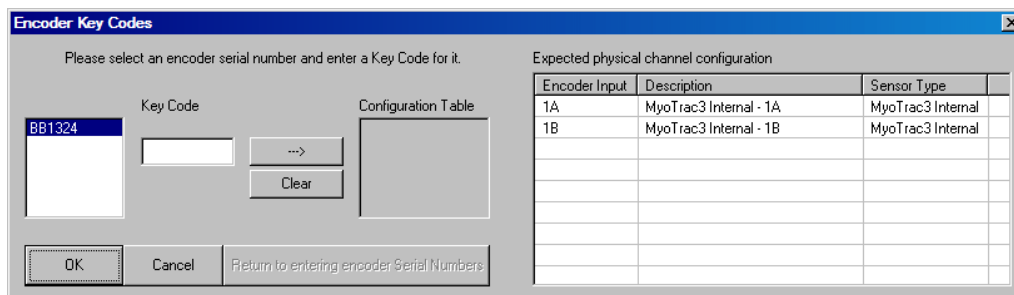 Encoder Key Codes
Please select an encoder serial number and enter a Key Code for it.
Key Code
Configuration Table
BB1324
--->
Clear
OK
Cancel
Return to entering encoder Serial Numbers
Expected physical channel configuration
Encoder Input Description Sensor Type
1A MyoTrac3 Internal - 1A MyoTrac3 Internal
1B MyoTrac3 Internal - 1B MyoTrac3 Internal